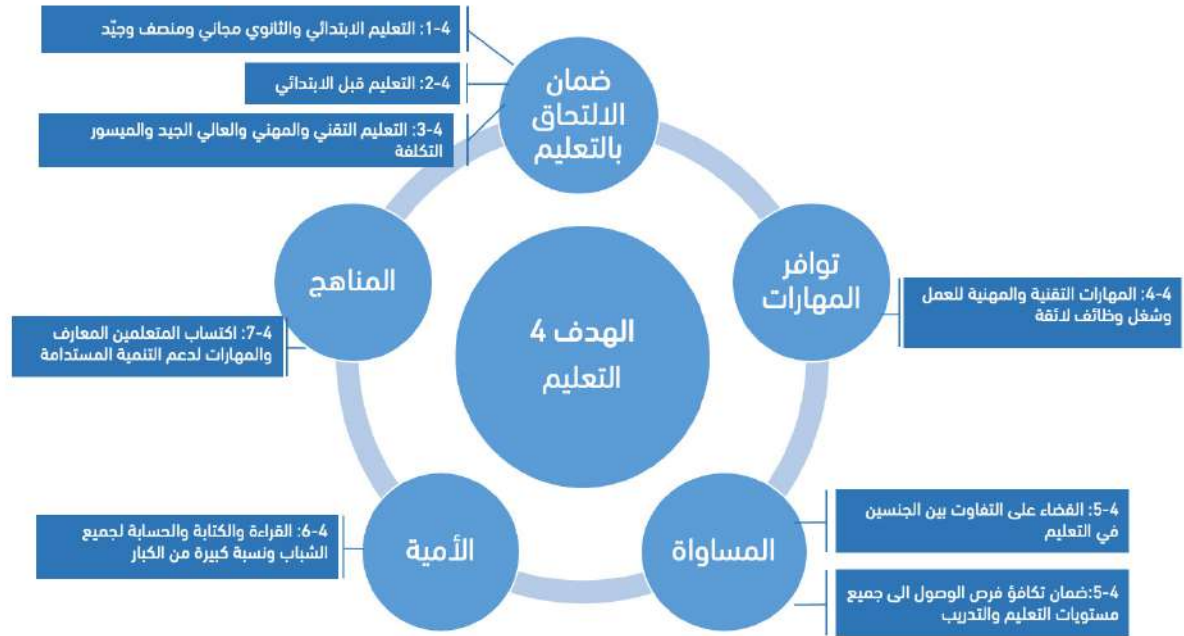 4-1: التعليم الابتدائي والثانوي مجاني ومنصف وجيّد
4-2: التعليم قبل الابتدائي
4-3: التعليم التقني والمهني والعالي الجيد والميسور
التكلفة
ضمان
الالتحاق
بالتعليم
توافر
المهارات
4-4: المهارات التقنية والمهنية للعمل
وشغل وظائف لائقة
المناهج
4-7: اكتساب المتعلمين المعارف
والمهارات لدعم التنمية المستدامة
الهدف 4
التعليم
المساواة
4-5: القضاء على التفاوت بين الجنسين
في التعليم
4-5:ضمان تكافؤ فرص الوصول الى جميع
مستويات التعليم والتدريب
الأمية
4-6: القراءة والكتابة والحسابة لجميع
الشباب ونسبة كبيرة من الكبار